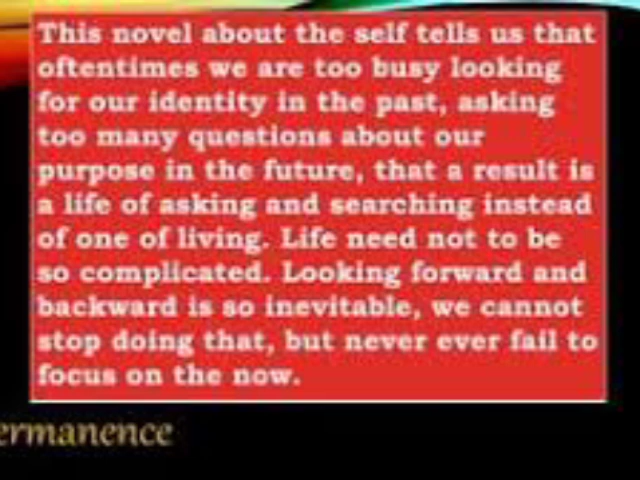 This novel about the self tells us that
oftentimes we are too busy looking
for our identity in the past, asking
too many questions about our
purpose in the future, that a result is
a life of asking and searching instead
of one of living. Life need not to be
so complicated. Looking forward and
backward is so inevitable, we cannot
stop doing that, but never ever fail to
focus on the now.
ermanence